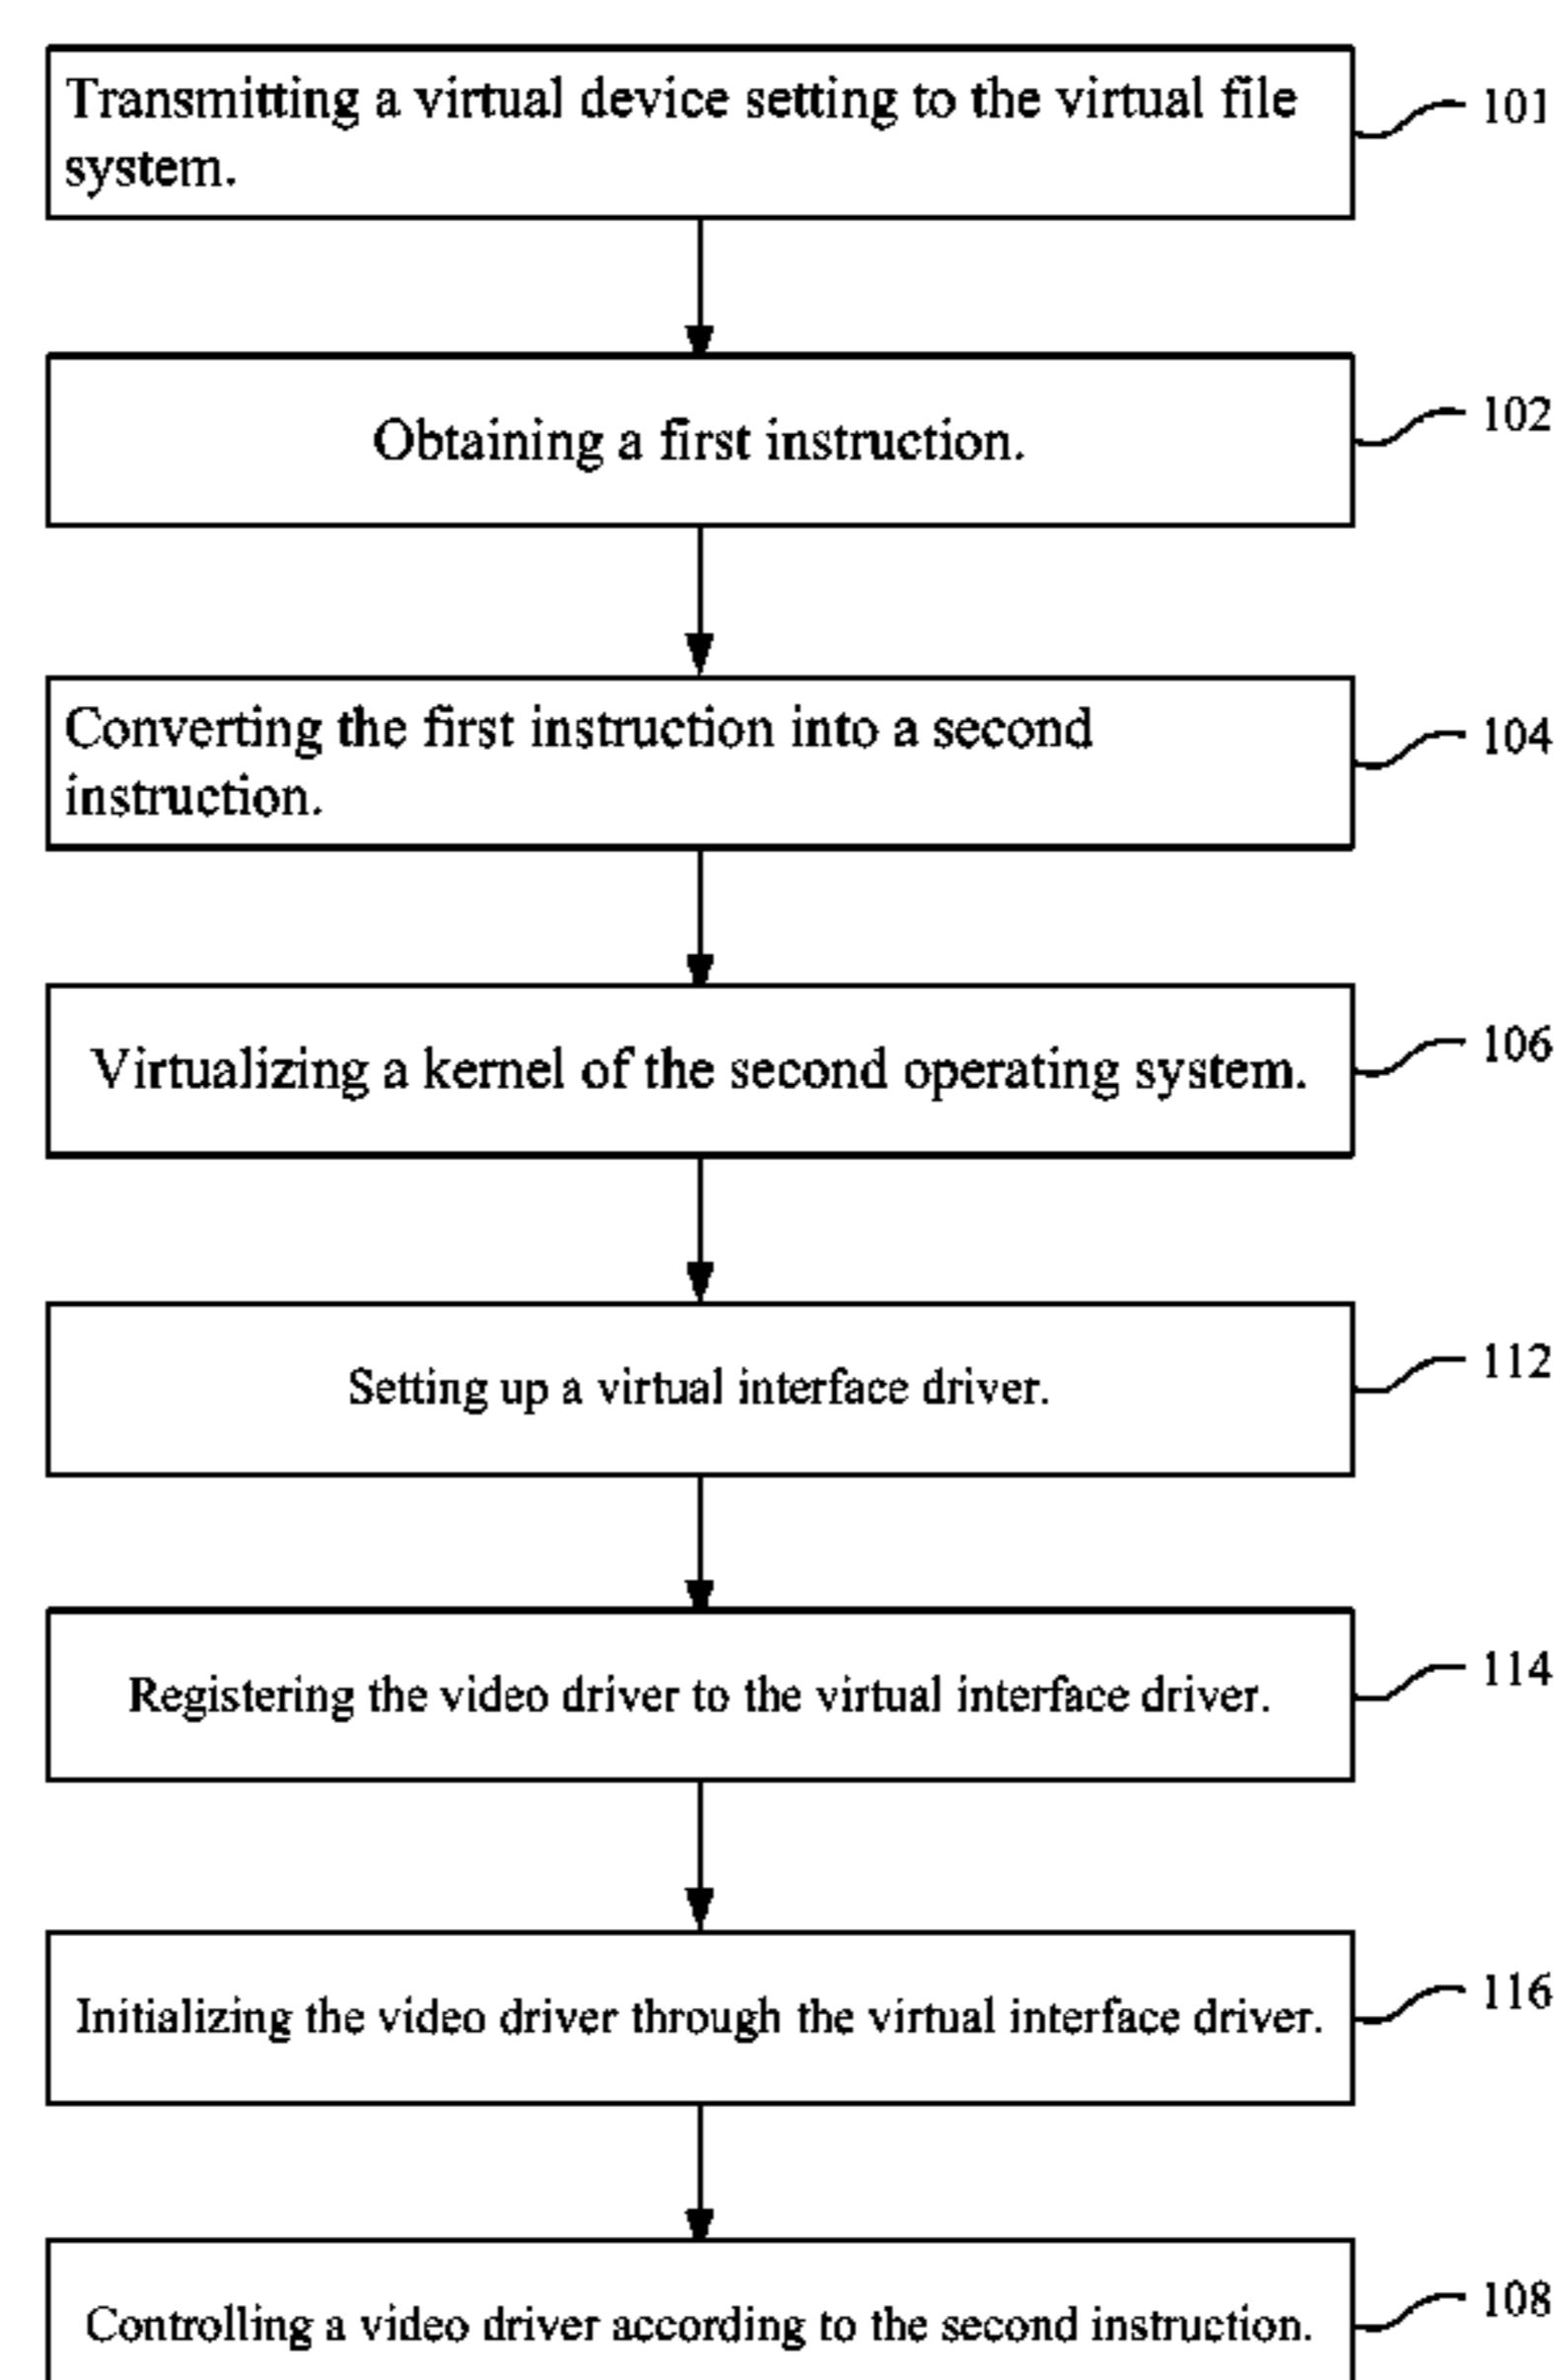 Transmitting a virtual device setting to the virtual file
system.
101
Obtaining a first instruction.
102
Converting the first instruction into a second
instruction.
104
Virtualizing a kernel of the second operating system.
106
Setting up a virtual interface driver.
112
Registering the video driver to the virtual interface driver.
114
Initializing the video driver through the virtual interface driver.
116
Controlling a video driver according to the second instruction.
108